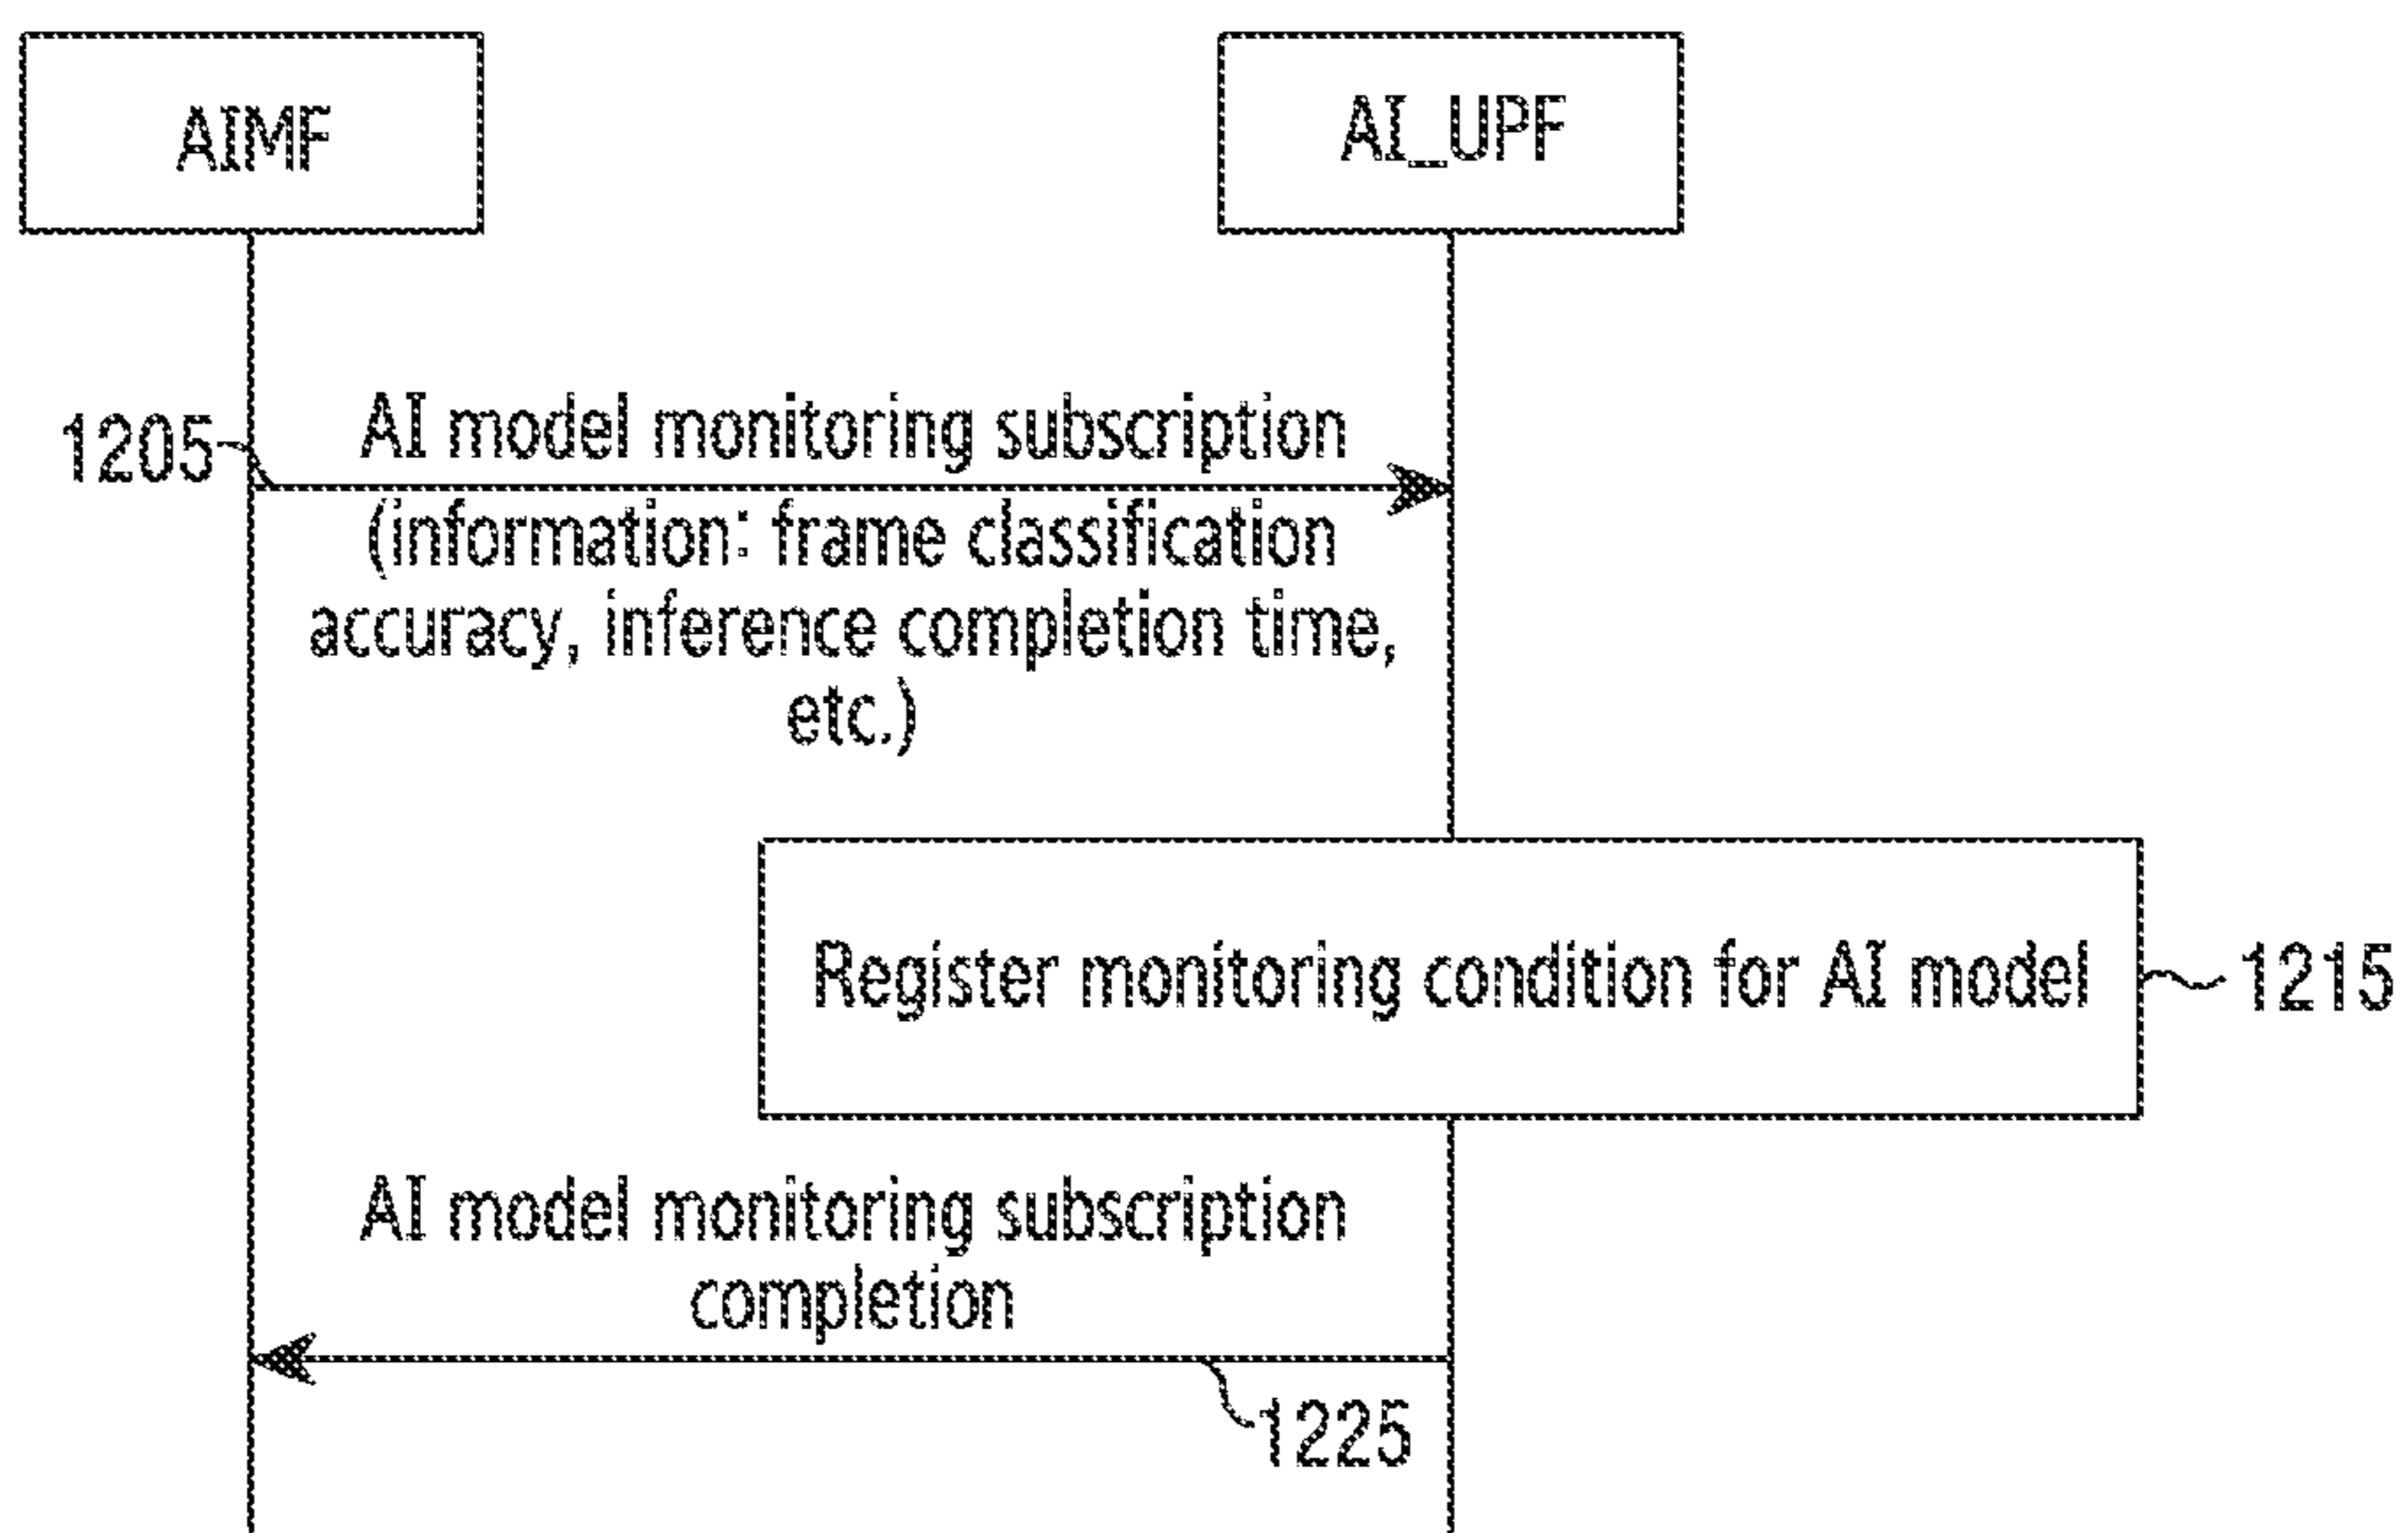 AIMF
AI_UPF
1205
AI model monitoring subscription
(information: frame classification
accuracy, inference completion time,
etc.)
Register monitoring condition for AI model
1215
AI model monitoring subscription
completion
1225